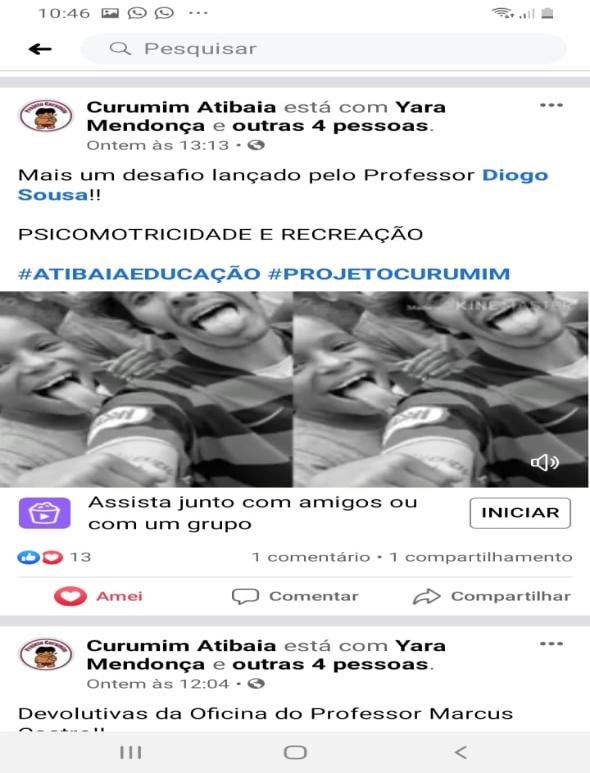 10:46
Pesquisar
Curumim Atibaia está com Yara
Mendonça e outras 4 pessoas.
Ontem às 13:13
Mais um desafio lançado pelo Professor Diogo
Sousa!!
PSICOMOTRICIDADE E RECREAÇÃO
#ATIBAIAEDUCAÇÃO #PROJETOCURUMIM
Assista junto com amigos ou
com um grupo
INICIAR
13
1 comentário • 1 compartilhamento
Amei
Comentar
Compartilhar
Curumim Atibaia está com Yara
Mendonça e outras 4 pessoas.
Ontem às 12:04
Devolutivas da Oficina do Professor Marcus